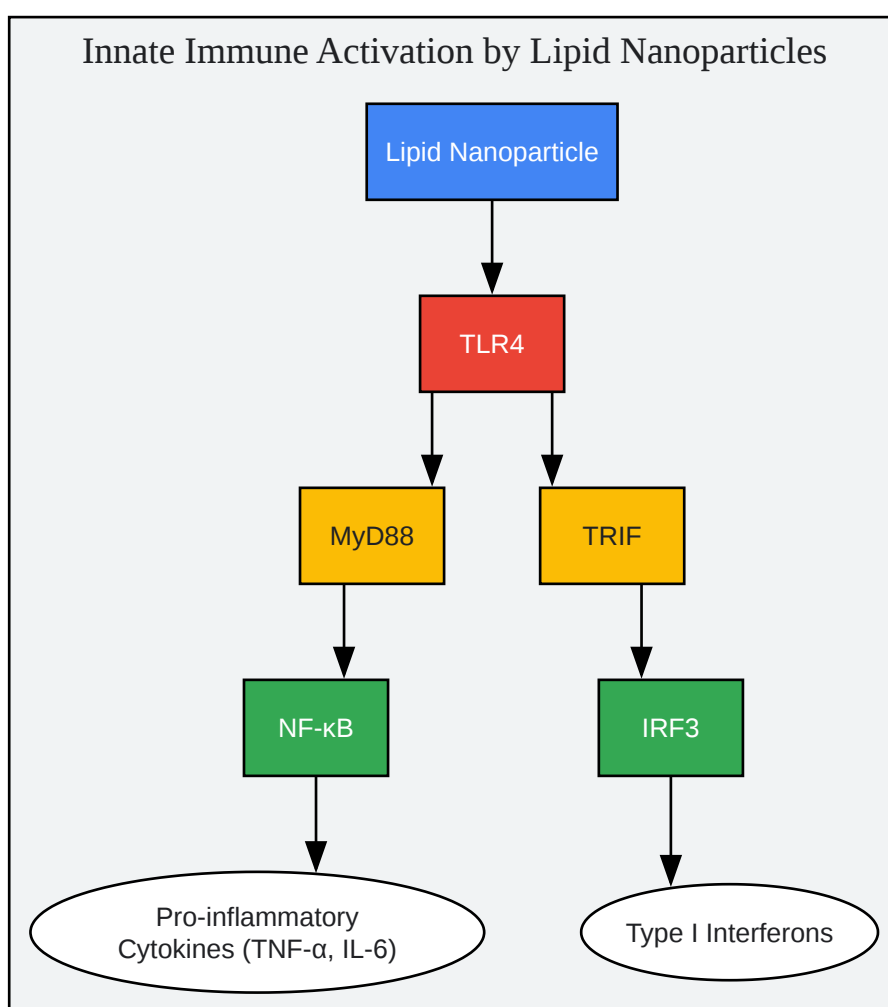 Innate Immune Activation by Lipid Nanoparticles
Lipid Nanoparticle
TLR4
MyD88
TRIF
NF-κB
IRF3
Pro-inflammatory
Cytokines (TNF-α, IL-6)
Type I Interferons